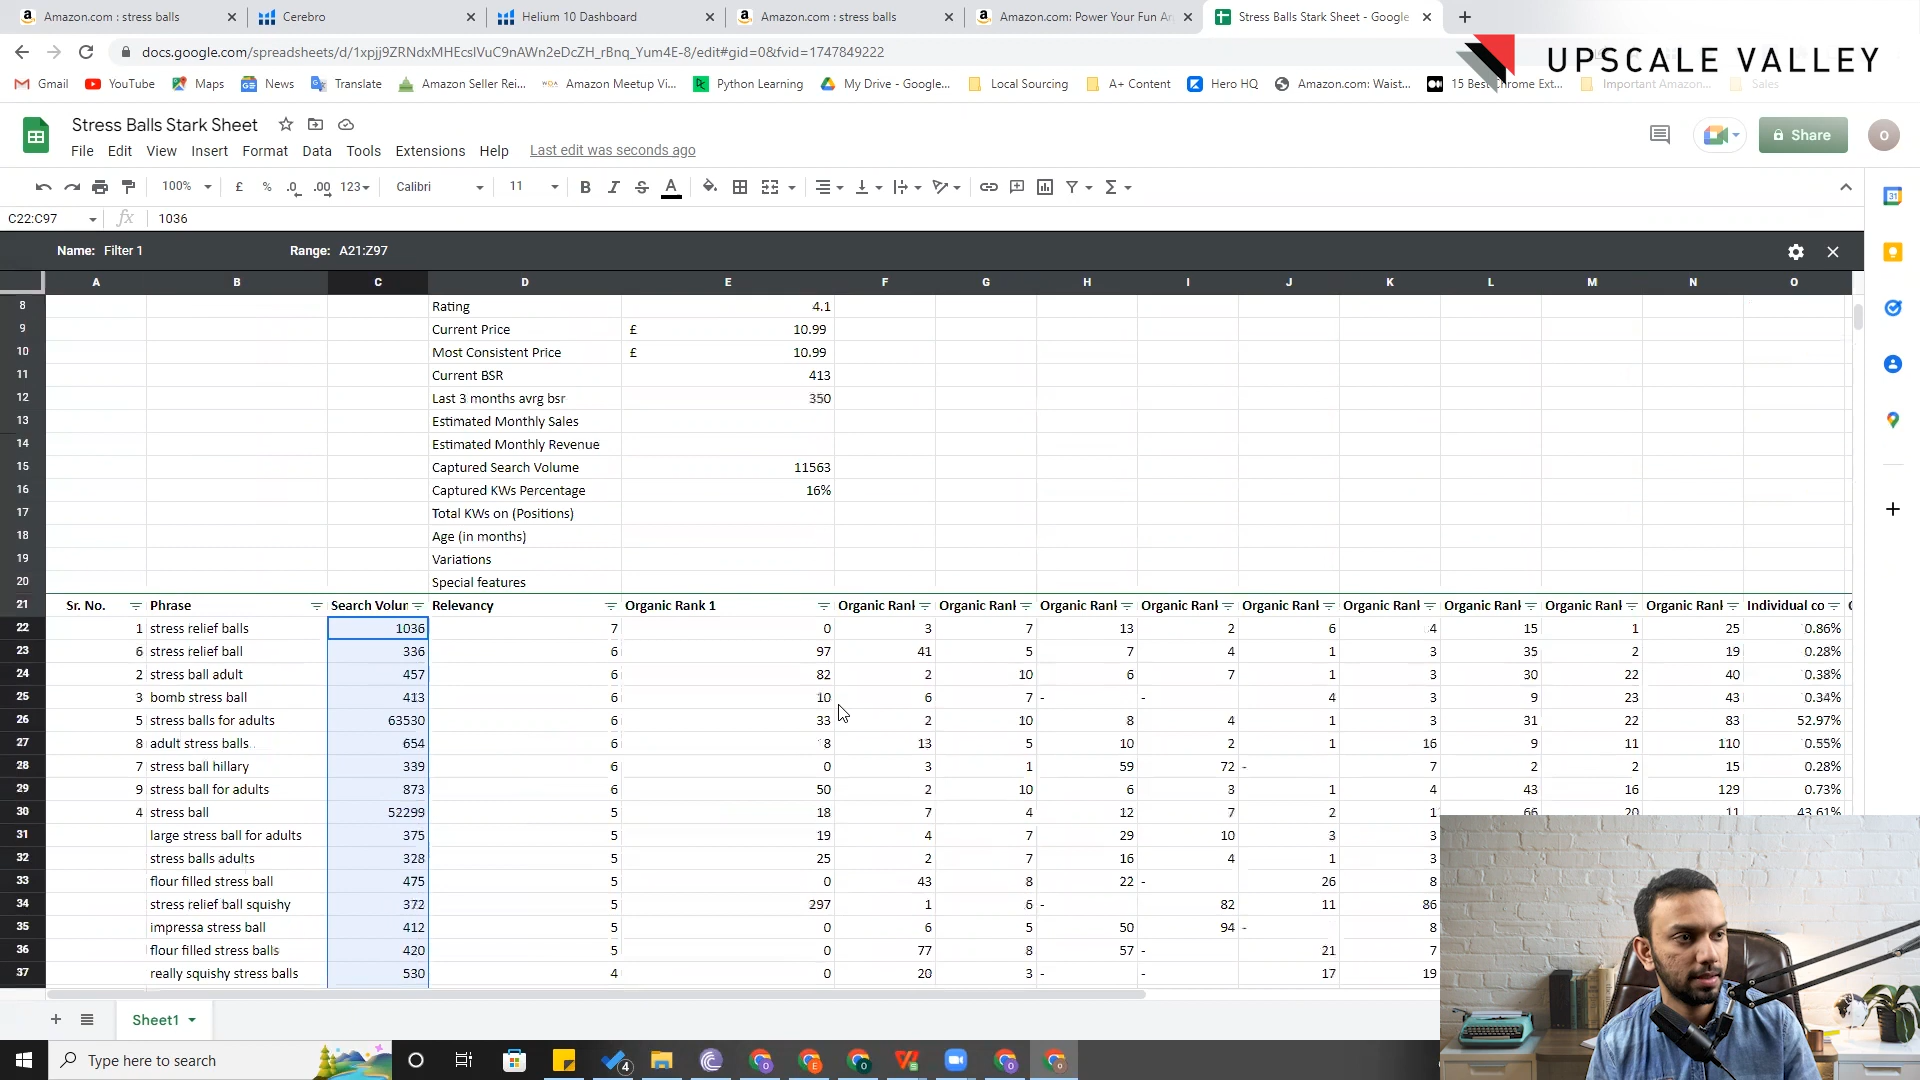 Amazon.com : stress balls
Cerebro
Helium 10 Dashboard
Amazon.com : stress balls
Amazon.com: Power Your Fun Ar
Stress Balls Stark Sheet - Google
docs.google.com/spreadsheets/d/1xpjj9ZRNdxMHEcslVuC9nAWn2eDcZH_rBnq_Yum4E-8/edit#gid=0&fvid=1747849222
UPSCALE VALLEY
Gmail YouTube Maps News Translate Amazon Seller Rei... Amazon Meetup Vi... Python Learning My Drive - Google... Local Sourcing A+ Content Hero HQ Amazon.com: Waist... 15 Best Chrome Ext... Important Amazon... Sales
Stress Balls Stark Sheet
Share
O
File Edit View Insert Format Data Tools Extensions Help Last edit was seconds ago
100% £ % .0 .00 123 Calibri 11 B I S A
C22:C97 fx 1036
Name: Filter 1 Range: A21:Z97
A B C D E F G H I J K L M N O
8 Rating 4.1
9 Current Price £ 10.99
10 Most Consistent Price £ 10.99
11 Current BSR 413
12 Last 3 months avrg bsr 350
13 Estimated Monthly Sales
14 Estimated Monthly Revenue
15 Captured Search Volume 11563
16 Captured KWs Percentage 16%
17 Total KWs on (Positions)
18 Age (in months)
19 Variations
20 Special features
21 Sr. No. Phrase Search Volur Relevancy Organic Rank 1 Organic Ranl Organic Ranl Organic Ranl Organic Ranl Organic Ranl Organic Ranl Organic Ranl Organic Ranl Organic Ranl Individual co
22 1 stress relief balls 1036 7 0 3 7 13 2 6 4 15 1 25 0.86%
23 6 stress relief ball 336 6 97 41 5 7 4 1 3 35 2 19 0.28%
24 2 stress ball adult 457 6 82 2 10 6 7 1 3 30 22 40 0.38%
25 3 bomb stress ball 413 6 10 6 7 - - 4 3 9 23 43 0.34%
26 5 stress balls for adults 63530 6 33 2 10 8 4 1 3 31 22 83 52.97%
27 8 adult stress balls 654 6 8 13 5 10 2 1 16 9 11 110 0.55%
28 7 stress ball hillary 339 6 0 3 1 59 72 - 7 2 2 15 0.28%
29 9 stress ball for adults 873 6 50 2 10 6 3 1 4 43 16 129 0.73%
30 4 stress ball 52299 5 18 7 4 12 7 2 1 66 20 11 43.61%
31 large stress ball for adults 375 5 19 4 7 29 10 3 3
32 stress balls adults 328 5 25 2 7 16 4 1 3
33 flour filled stress ball 475 5 0 43 8 22 - 26 8
34 stress relief ball squishy 372 5 297 1 6 - 82 11 86
35 impressa stress ball 412 5 0 6 5 50 94 - 8
36 flour filled stress balls 420 5 0 77 8 57 - 21 7
37 really squishy stress balls 530 4 0 20 3 - - 17 19
Sheet1
Type here to search
4